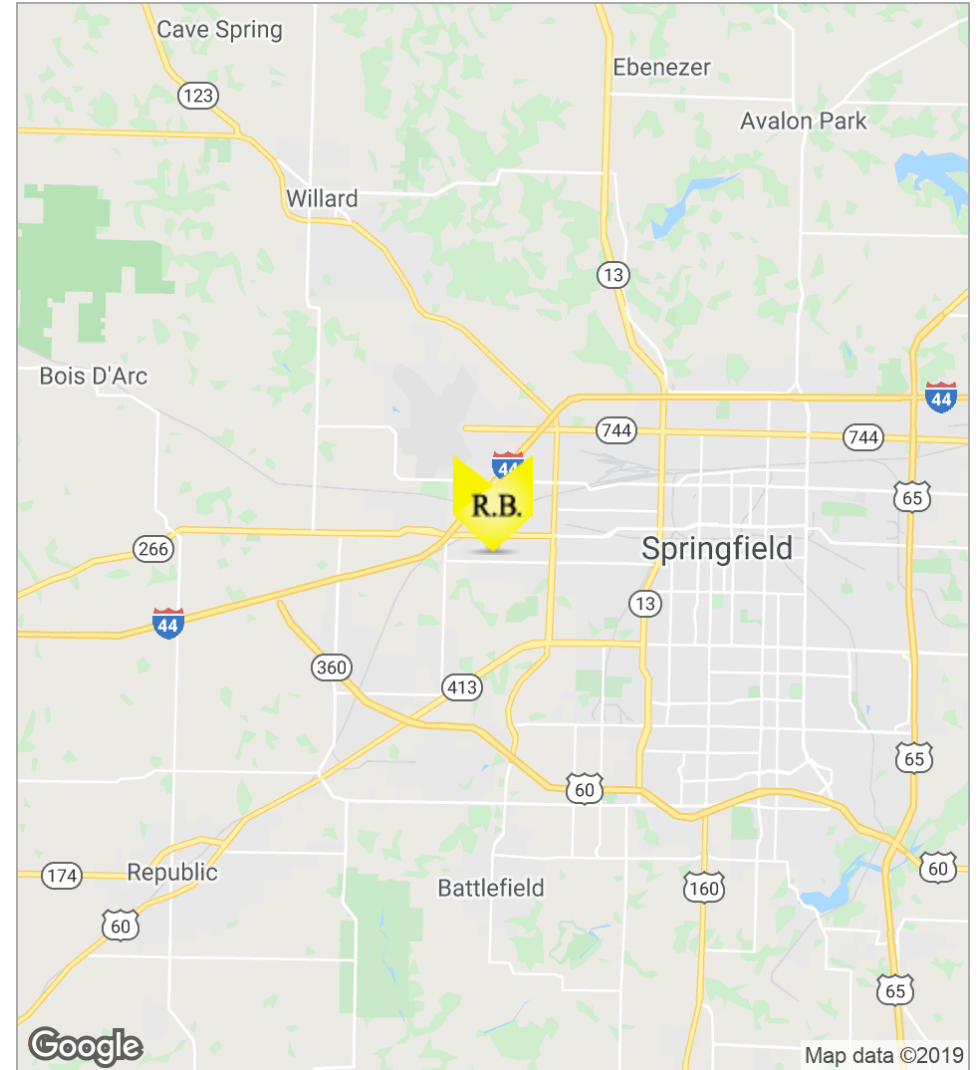 Cave Spring
Ebenezer
123
Avalon Park
Willard
13
Bois D'Arc
44
744
744
44
65
R.B.
266
Springfield
13
44
360
413
65
60
60
174
Republic
Battlefield
160
60
65
Google
Map data ©2019